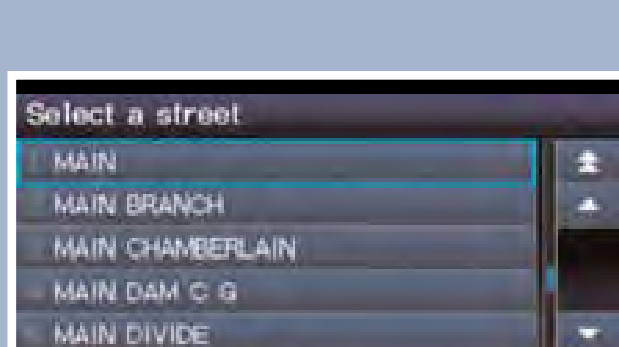 Select a street
MAIN
MAIN BRANCH
MAIN CHAMBERLAIN
MAIN DAM C G
MAIN DIVIDE